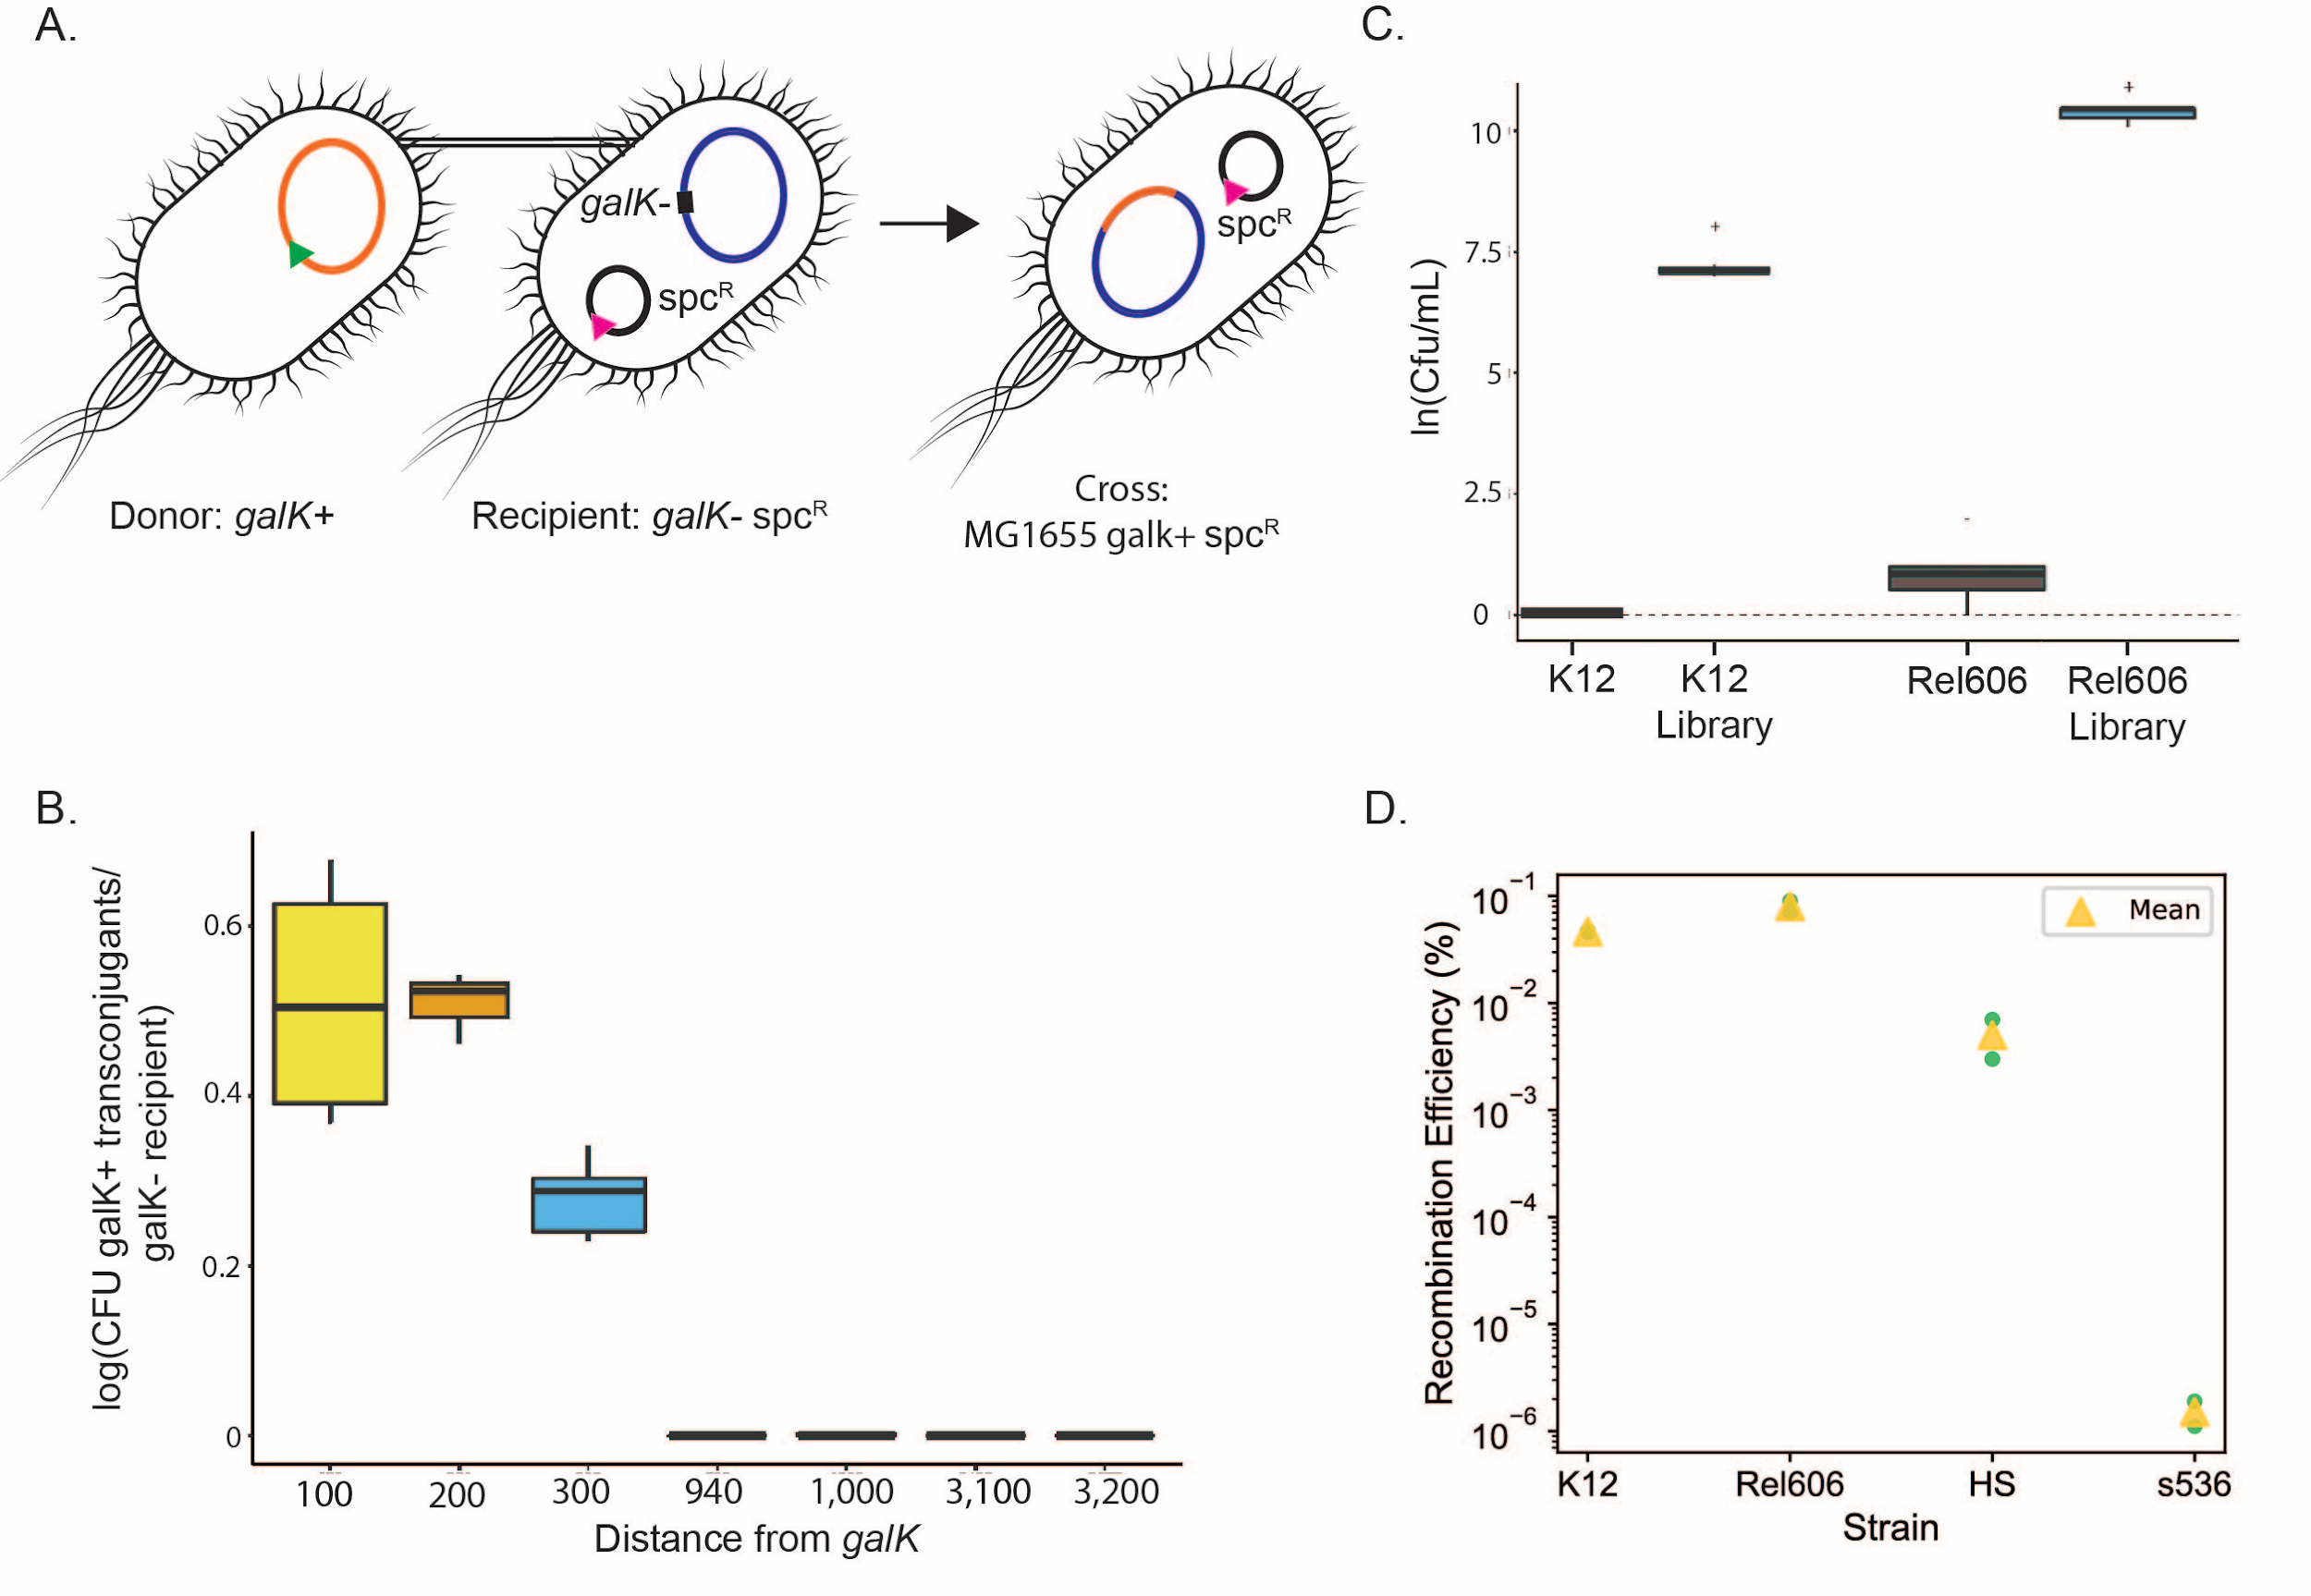 A.
galK-
spcR
spcR
Donor: galK+
Recipient: galK- spcR
Cross:
MG1655 galk+ spcR
B.
log(CFU galK+ transconjugants/
galK- recipient)
0.6
0.4
0.2
0
100 200 300 940 1,000 3,100 3,200
Distance from galK
C.
ln(Cfu/mL)
10
7.5
5
2.5
0
K12 K12 Rel606 Rel606
Library Library
D.
Recombination Efficiency (%)
10−1
10−2
10−3
10−4
10−5
10−6
Mean
K12 Rel606 HS s536
Strain